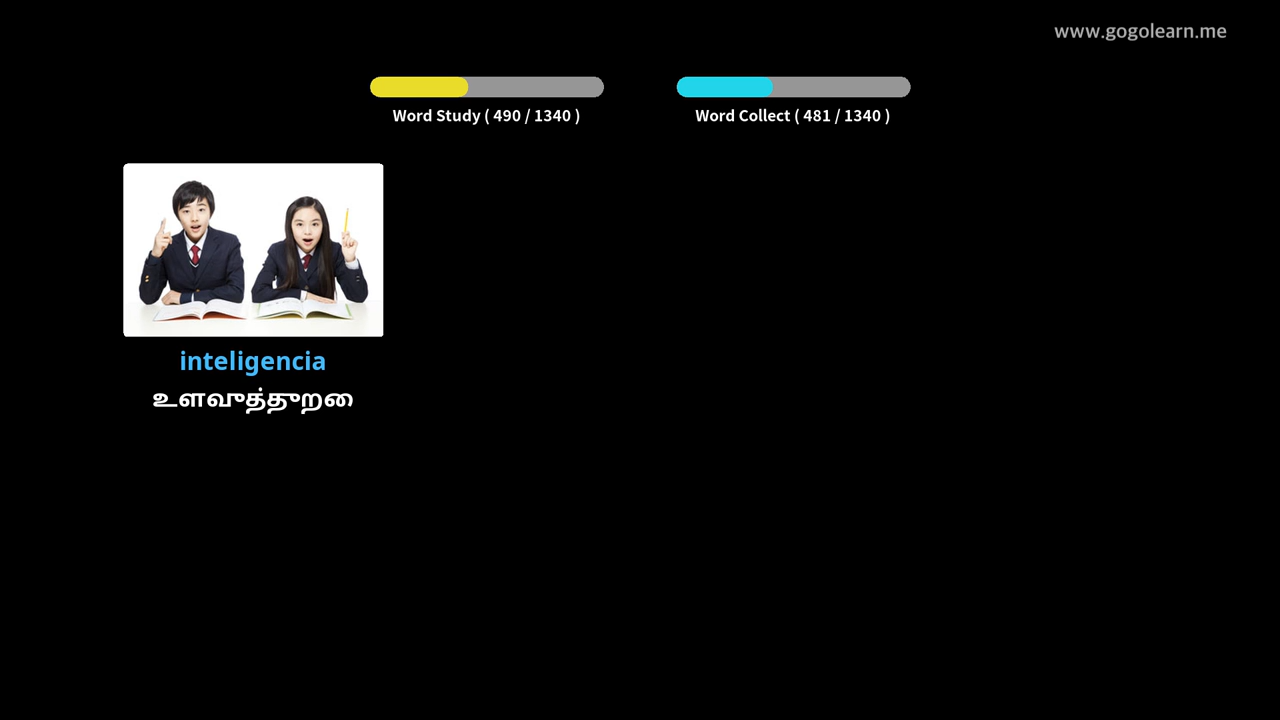 www.gogolearn.me
Word Study ( 490 / 1340 )
Word Collect ( 481 / 1340 )
inteligencia
உளவுத்துறை